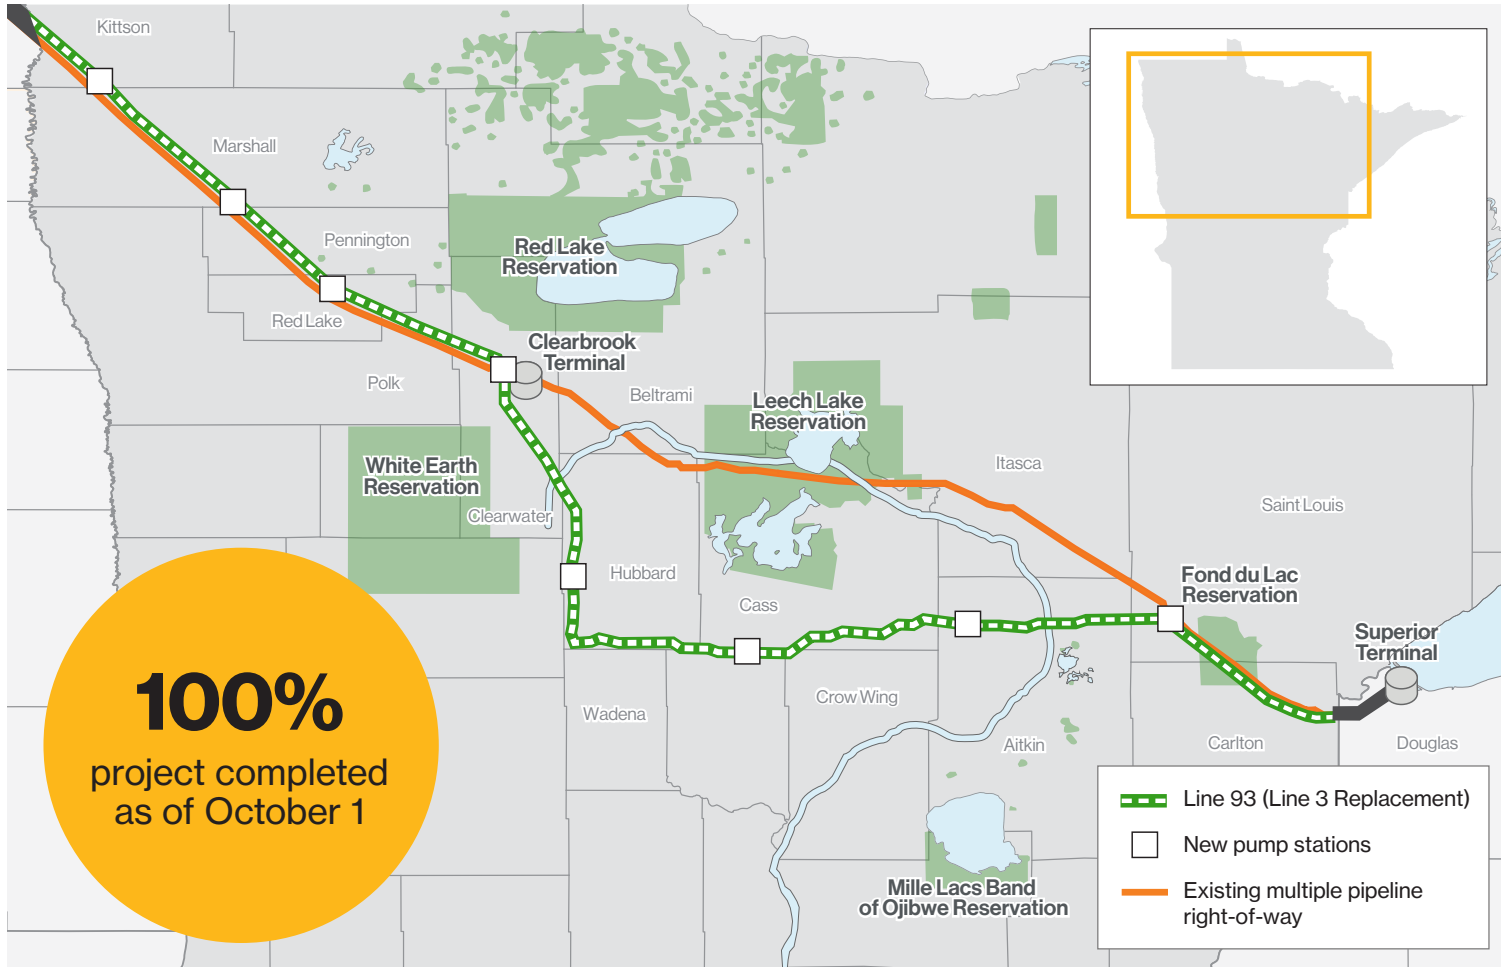 Kittson
Marshall
Pennington
Red Lake
Reservation
Red Lake
Clearbrook
Terminal
Polk
Beltrami
Leech Lake
Reservation
Itasca
White Earth
Reservation
Clearwater
Saint Louis
Hubbard
Cass
Fond du Lac
Reservation
Superior
Terminal
Crow Wing
Wadena
Aitkin
Carlton
Douglas
100%
project completed
as of October 1
Mille Lacs Band
of Ojibwe Reservation
Line 93 (Line 3 Replacement)
New pump stations
Existing multiple pipeline
right-of-way